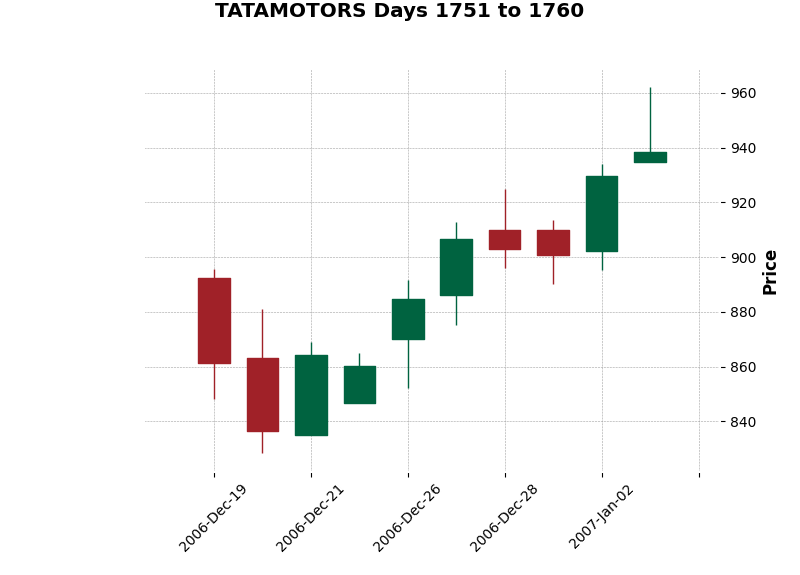 TATAMOTORS Days 1751 to 1760
960
940
920
900
880
860
840
Price
2006-Dec-19
2006-Dec-21
2006-Dec-26
2006-Dec-28
2007-Jan-02